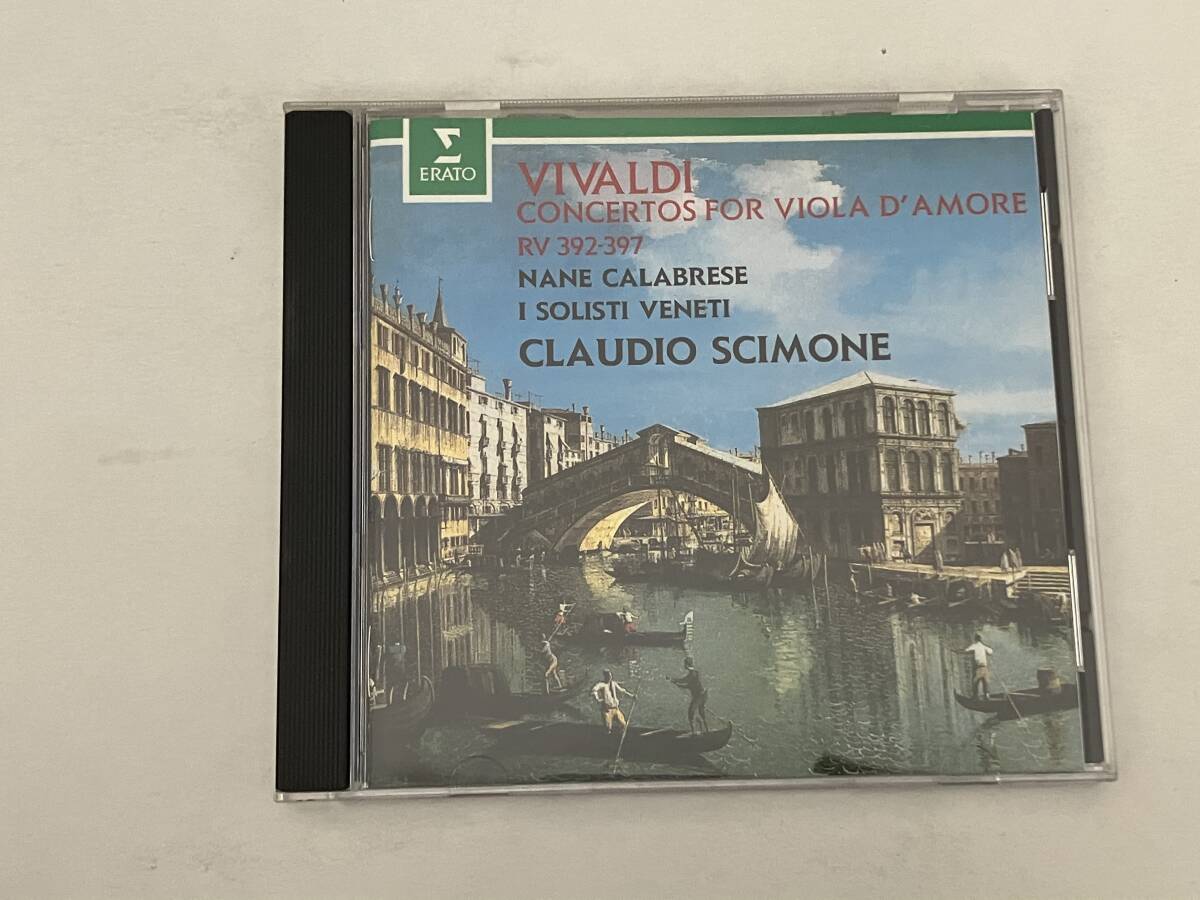 ERATO
VIVALDI
CONCERTOS FOR VIOLA D'AMORE
RV 392-397
NANE CALABRESE
I SOLISTI VENETI
CLAUDIO SCIMONE